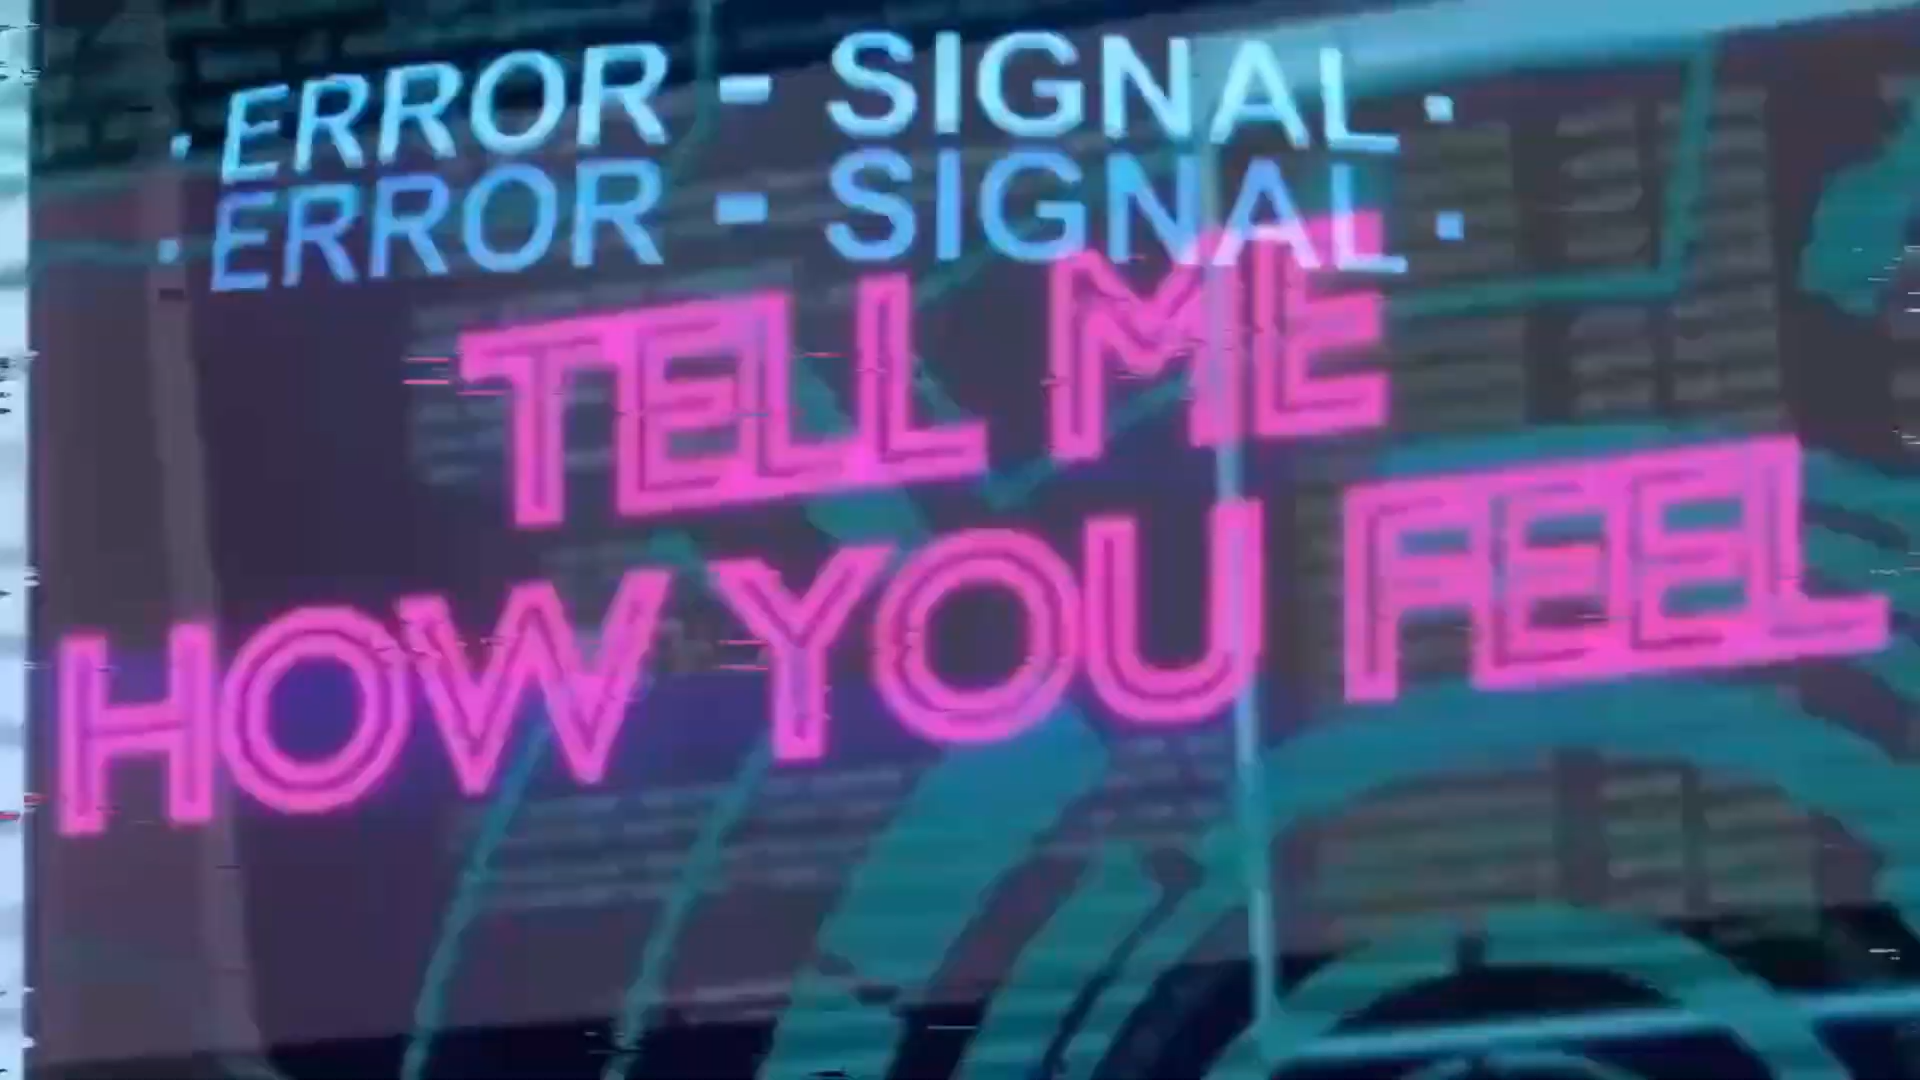 · ERROR - SIGNAL ·
· ERROR - SIGNAL ·
TELL ME
HOW YOU FEEL